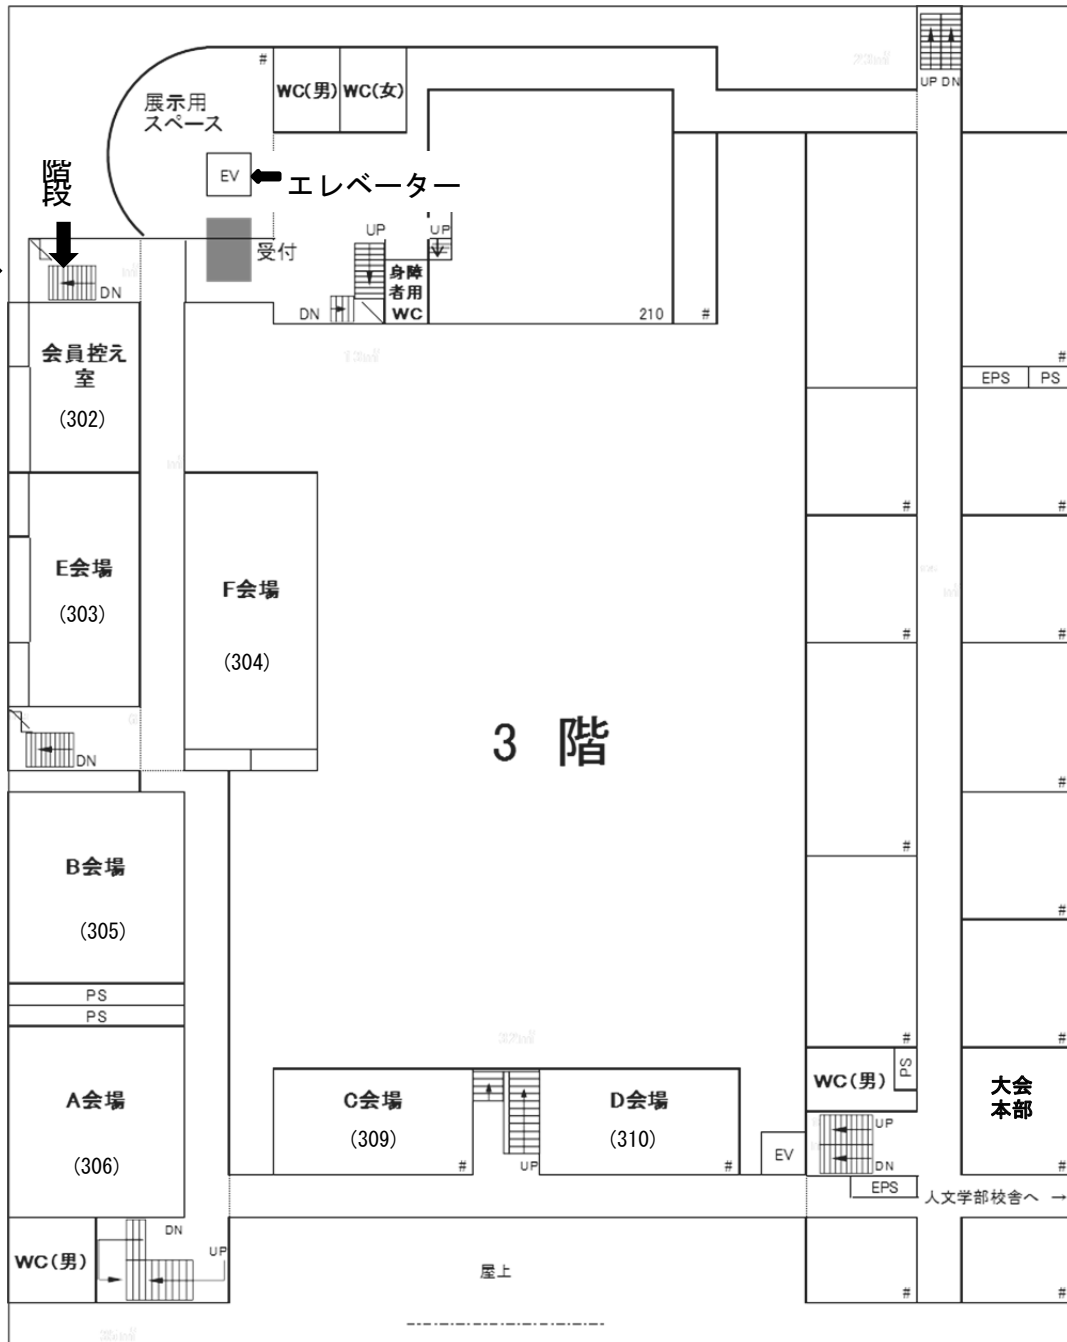 UP DN
#
WC(男) WC(女)
展示用
スペース
階
段
EV
エレベーター
UP
UP
受付
DN
身障
者用
WC
DN
210
#
会員控え
室
(302)
#
EPS
PS
#
#
E会場
(303)
F会場
(304)
#
#
3 階
DN
#
#
B会場
(305)
#
PS
PS
#
#
A会場
(306)
C会場
(309)
#
UP
D会場
(310)
#
WC(男)
PS
大会
本部
#
EV
UP
DN
EPS
人文学部校舎へ →
WC(男)
DN
UP
屋上
#
#